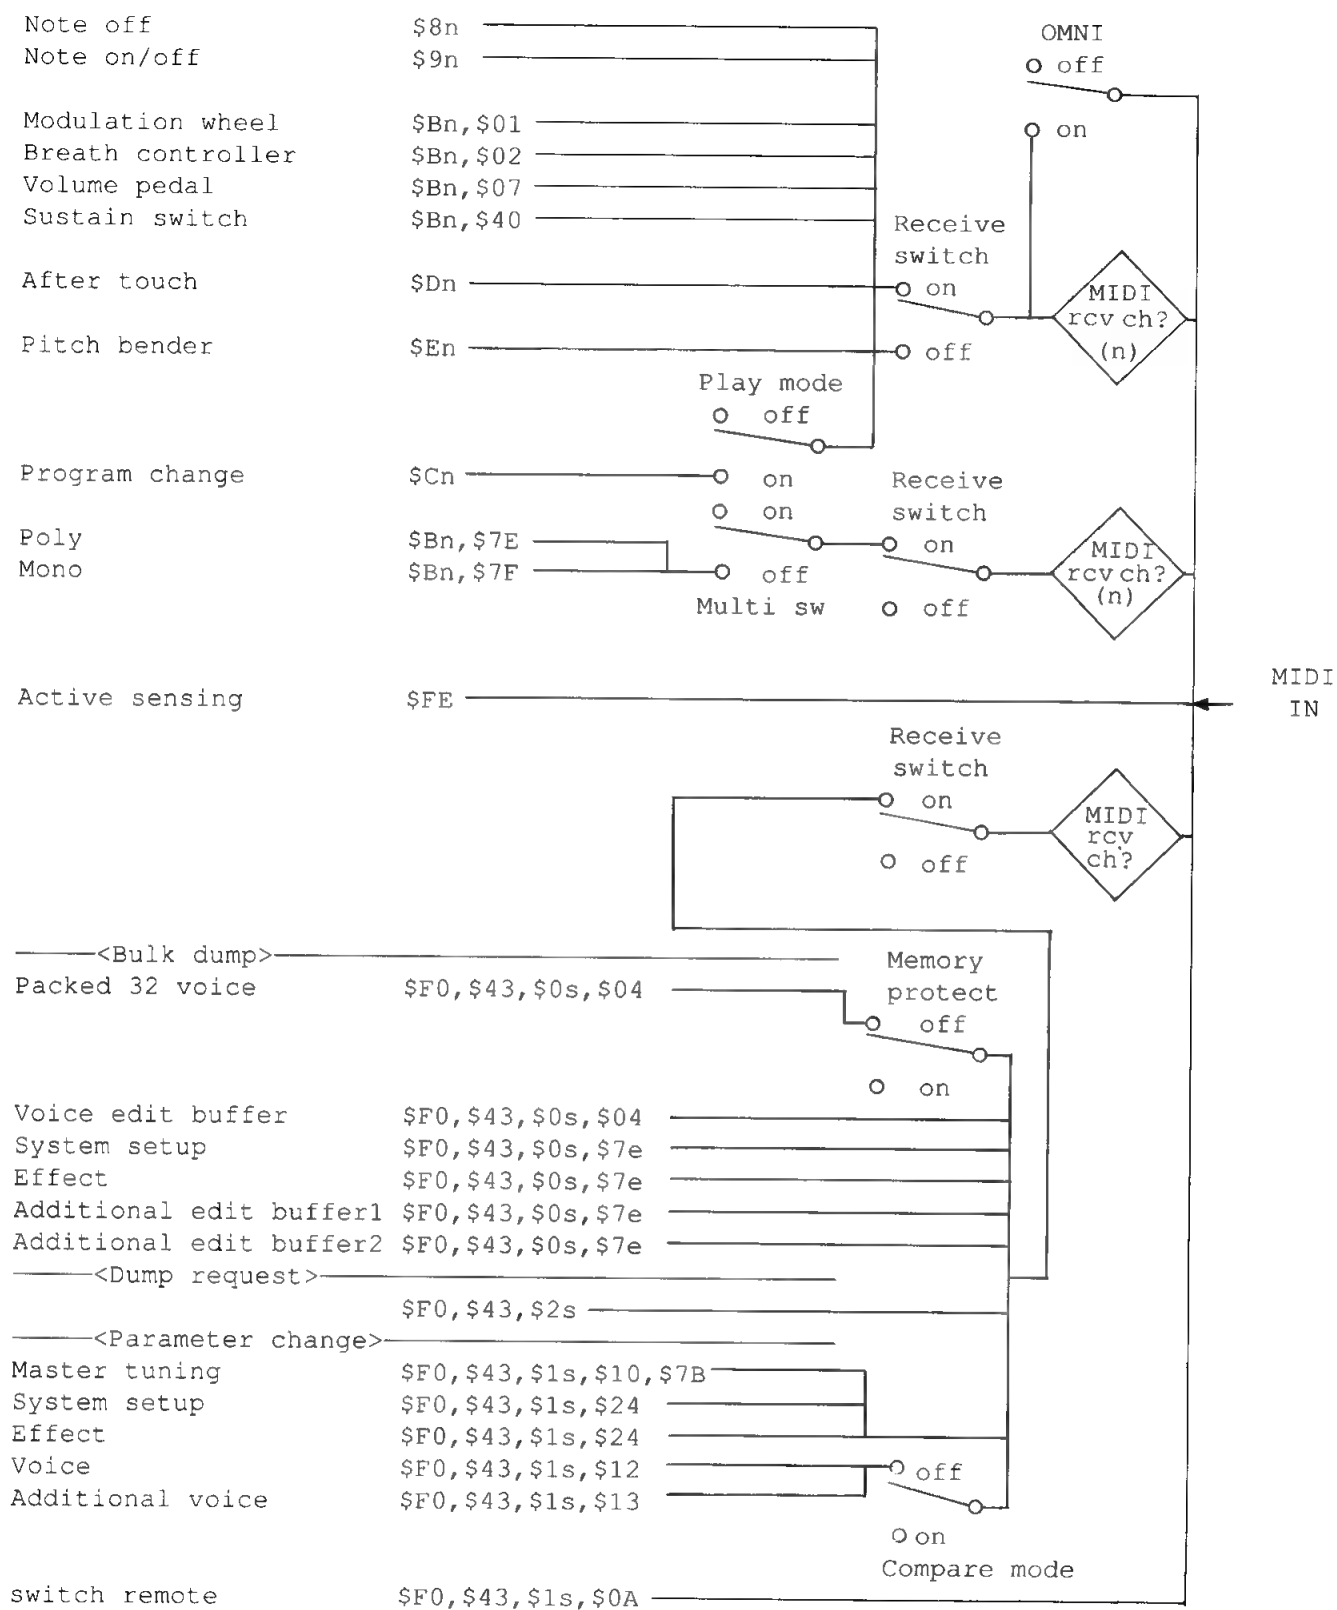 Note off $8n
OMNI
Note on/off $9n
off
Modulation wheel $Bn,$01
on
Breath controller $Bn,$02
Volume pedal $Bn,$07
Sustain switch $Bn,$40
Receive
switch
After touch $Dn
on
MIDI
rcv ch?
(n)
Pitch bender $En
off
Play mode
off
Program change $Cn
on
Receive
switch
on
Poly $Bn,$7E
on
MIDI
rcv ch?
(n)
Mono $Bn,$7F
off
Multi sw
off
Active sensing $FE
MIDI
IN
Receive
switch
on
MIDI
rcv
ch?
off
<Bulk dump>
Memory
protect
Packed 32 voice $F0,$43,$0s,$04
off
on
Voice edit buffer $F0,$43,$0s,$04
System setup $F0,$43,$0s,$7e
Effect $F0,$43,$0s,$7e
Additional edit buffer1 $F0,$43,$0s,$7e
Additional edit buffer2 $F0,$43,$0s,$7e
<Dump request>
$F0,$43,$2s
<Parameter change>
Master tuning $F0,$43,$1s,$10,$7B
System setup $F0,$43,$1s,$24
Effect $F0,$43,$1s,$24
Voice $F0,$43,$1s,$12
off
Additional voice $F0,$43,$1s,$13
on
Compare mode
switch remote $F0,$43,$1s,$0A